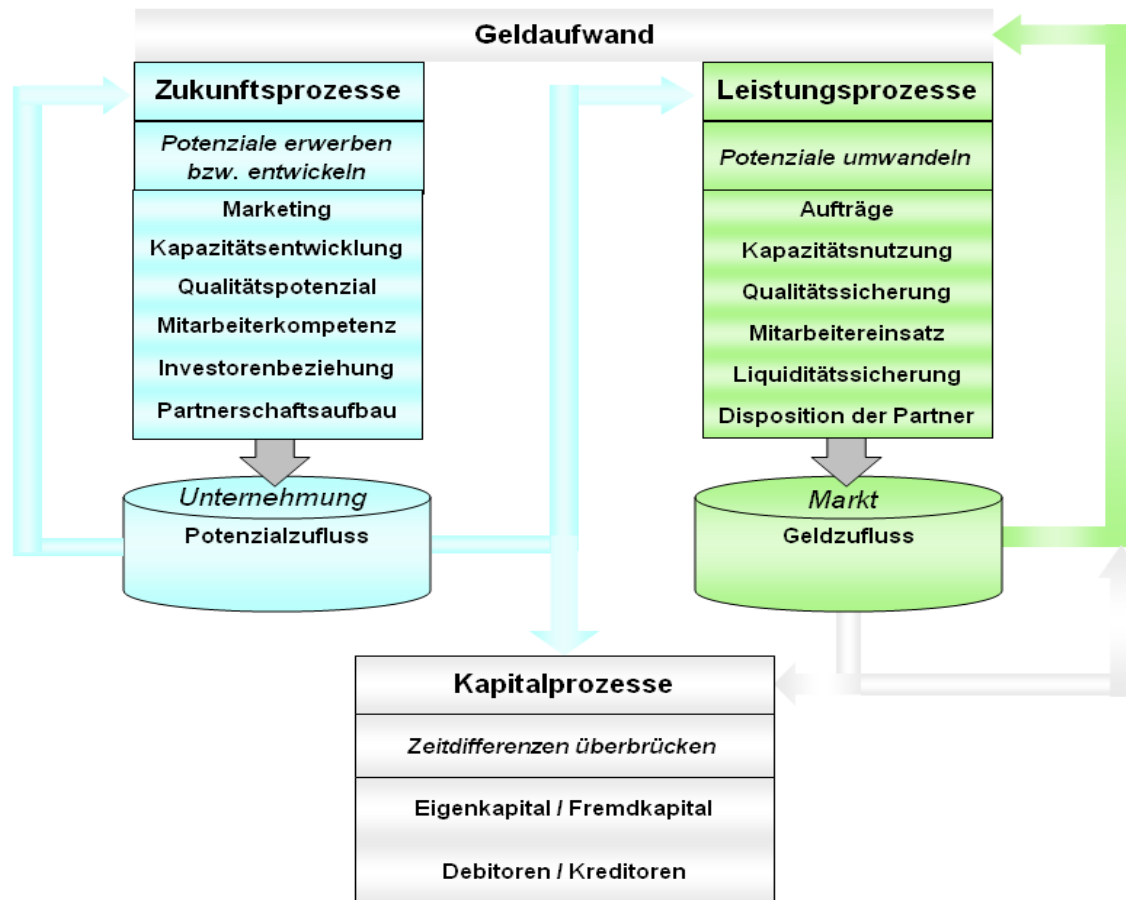 Geldaufwand
Zukunftsprozesse
Potenziale erwerben
bzw. entwickeln
Marketing
Kapazitätsentwicklung
Qualitätspotenzial
Mitarbeiterkompetenz
Investorenbeziehung
Partnerschaftsaufbau
Unternehmung
Potenzialzufluss
Leistungsprozesse
Potenziale umwandeln
Aufträge
Kapazitätsnutzung
Qualitätssicherung
Mitarbeitereinsatz
Liquiditätssicherung
Disposition der Partner
Markt
Geldzufluss
Kapitalprozesse
Zeitdifferenzen überbrücken
Eigenkapital / Fremdkapital
Debitoren / Kreditoren